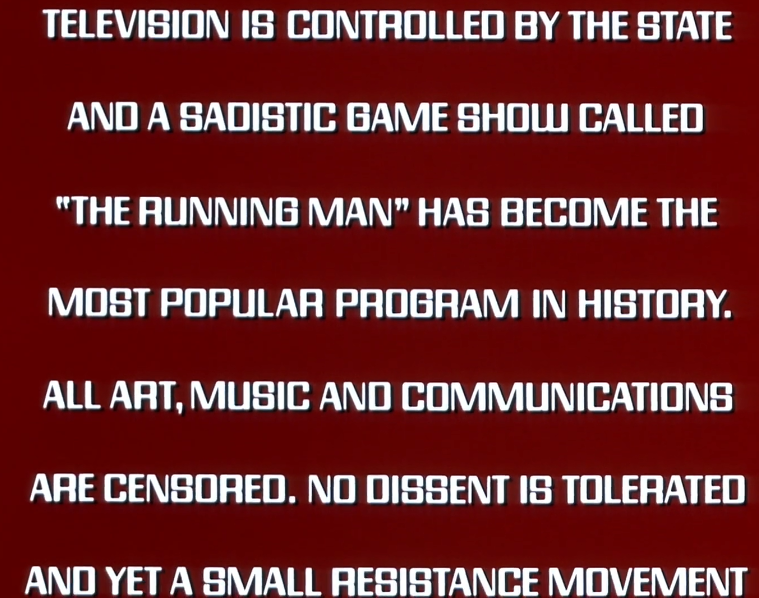 TELEVISION IS CONTROLLED BY THE STATE
AND A SADISTIC GAME SHOW CALLED
"THE RUNNING MAN" HAS BECOME THE
MOST POPULAR PROGRAM IN HISTORY.
ALL ART, MUSIC AND COMMUNICATIONS
ARE CENSORED. NO DISSENT IS TOLERATED
AND YET A SMALL RESISTANCE MOVEMENT